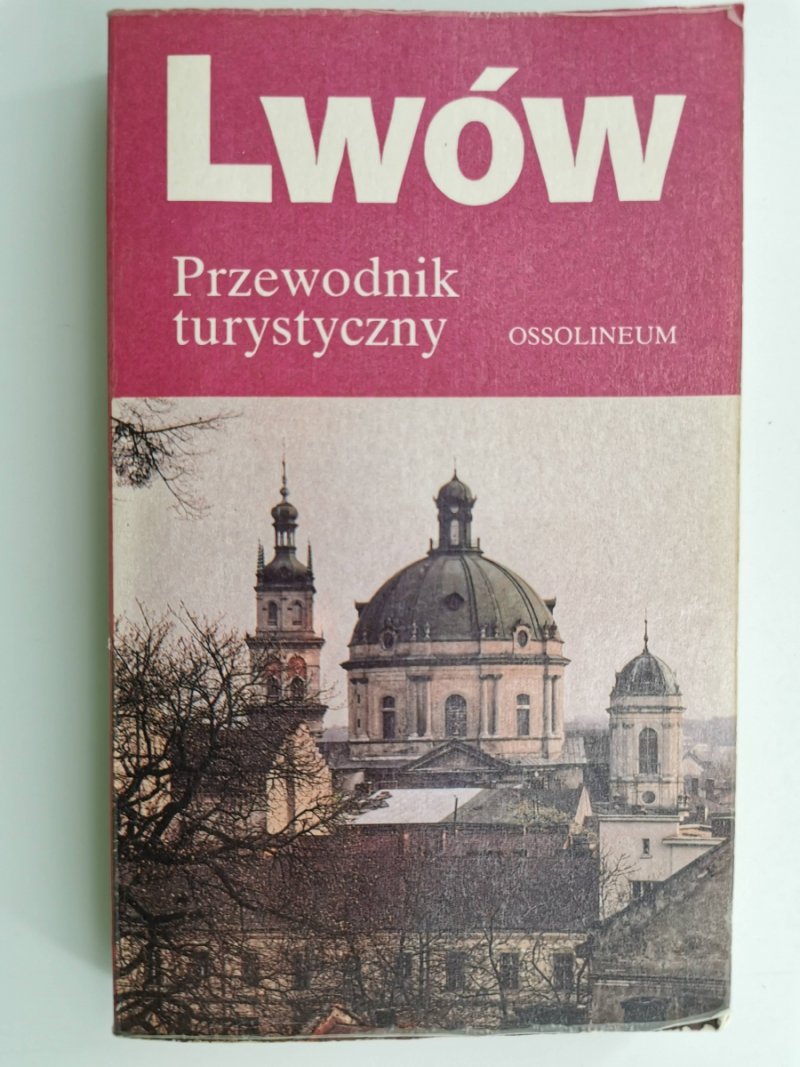 Lwów
Przewodnik
turystyczny
OSSOLINEUM